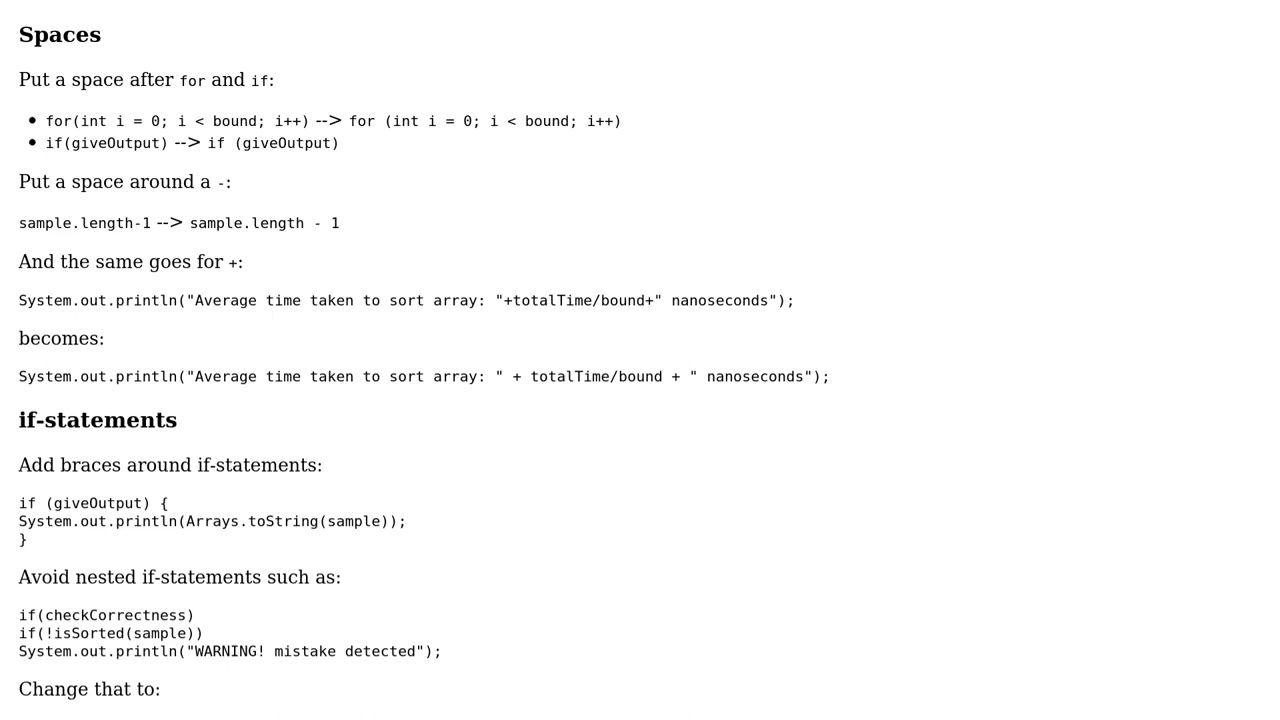 Spaces
Put a space after for and if:
for(int i = 0; i < bound; i++) --> for (int i = 0; i < bound; i++)
if(giveOutput) --> if (giveOutput)
Put a space around a -:
sample.length-1 --> sample.length - 1
And the same goes for +:
System.out.println("Average time taken to sort array: "+totalTime/bound+" nanoseconds");
becomes:
System.out.println("Average time taken to sort array: " + totalTime/bound + " nanoseconds");
if-statements
Add braces around if-statements:
if (giveOutput) {
System.out.println(Arrays.toString(sample));
}
Avoid nested if-statements such as:
if(checkCorrectness)
if(!isSorted(sample))
System.out.println("WARNING! mistake detected");
Change that to: